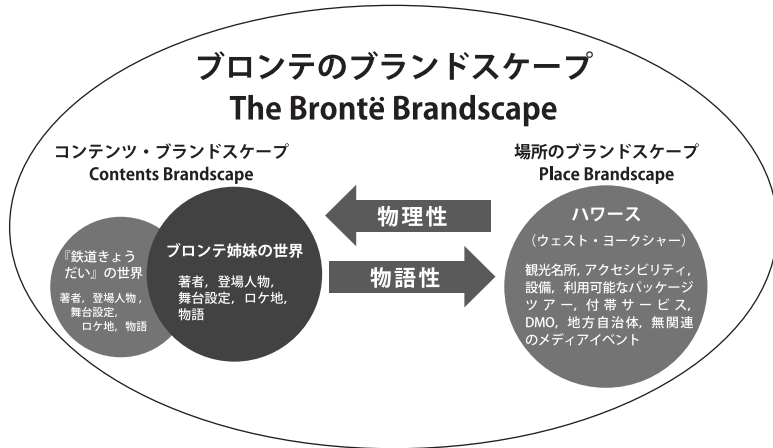 ブロンテのブランドスケープ
The Brontë Brandscape
コンテンツ・ブランドスケープ
Contents Brandscape
『鉄道きょう
だい』の世界
著者，登場人物，
舞台設定，
ロケ地，物語
ブロンテ姉妹の世界
著者，登場人物，
舞台設定，ロケ地，
物語
物理性
物語性
場所のブランドスケープ
Place Brandscape
ハワース
（ウェスト・ヨークシャー）
観光名所，アクセシビリティ，
設備，利用可能なパッケージ
ツアー，付帯サービス，
DMO，地方自治体，無関連
のメディアイベント